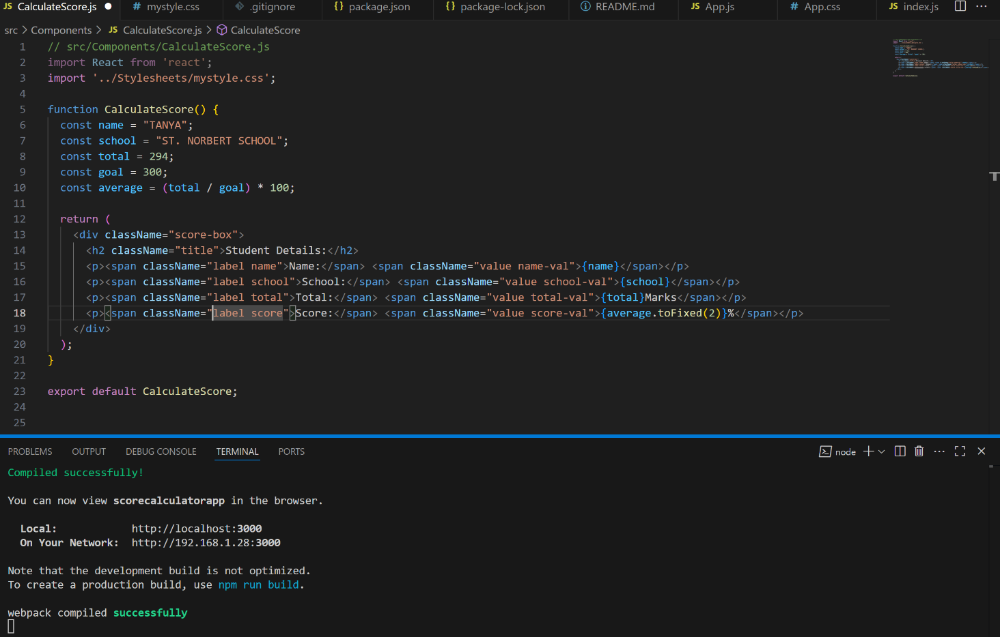 JS CalculateScore.js ● # mystyle.css .gitignore {} package.json {} package-lock.json ⓘ README.md JS App.js # App.css JS index.js ···
src > Components > JS CalculateScore.js > CalculateScore
1 // src/Components/CalculateScore.js
2 import React from 'react';
3 import '../Stylesheets/mystyle.css';
4
5 function CalculateScore() {
6 const name = "TANYA";
7 const school = "ST. NORBERT SCHOOL";
8 const total = 294;
9 const goal = 300;
10 const average = (total / goal) * 100;
11
12 return (
13 <div className="score-box">
14 <h2 className="title">Student Details:</h2>
15 <p><span className="label name">Name:</span> <span className="value name-val">{name}</span></p>
16 <p><span className="label school">School:</span> <span className="value school-val">{school}</span></p>
17 <p><span className="label total">Total:</span> <span className="value total-val">{total}Marks</span></p>
18 <p><span className="label score">Score:</span> <span className="value score-val">{average.toFixed(2)}%</span></p>
19 </div>
20 );
21 }
22
23 export default CalculateScore;
24
25
PROBLEMS OUTPUT DEBUG CONSOLE TERMINAL PORTS node
Compiled successfully!
You can now view scorecalculatorapp in the browser.
Local: http://localhost:3000
On Your Network: http://192.168.1.28:3000
Note that the development build is not optimized.
To create a production build, use npm run build.
webpack compiled successfully